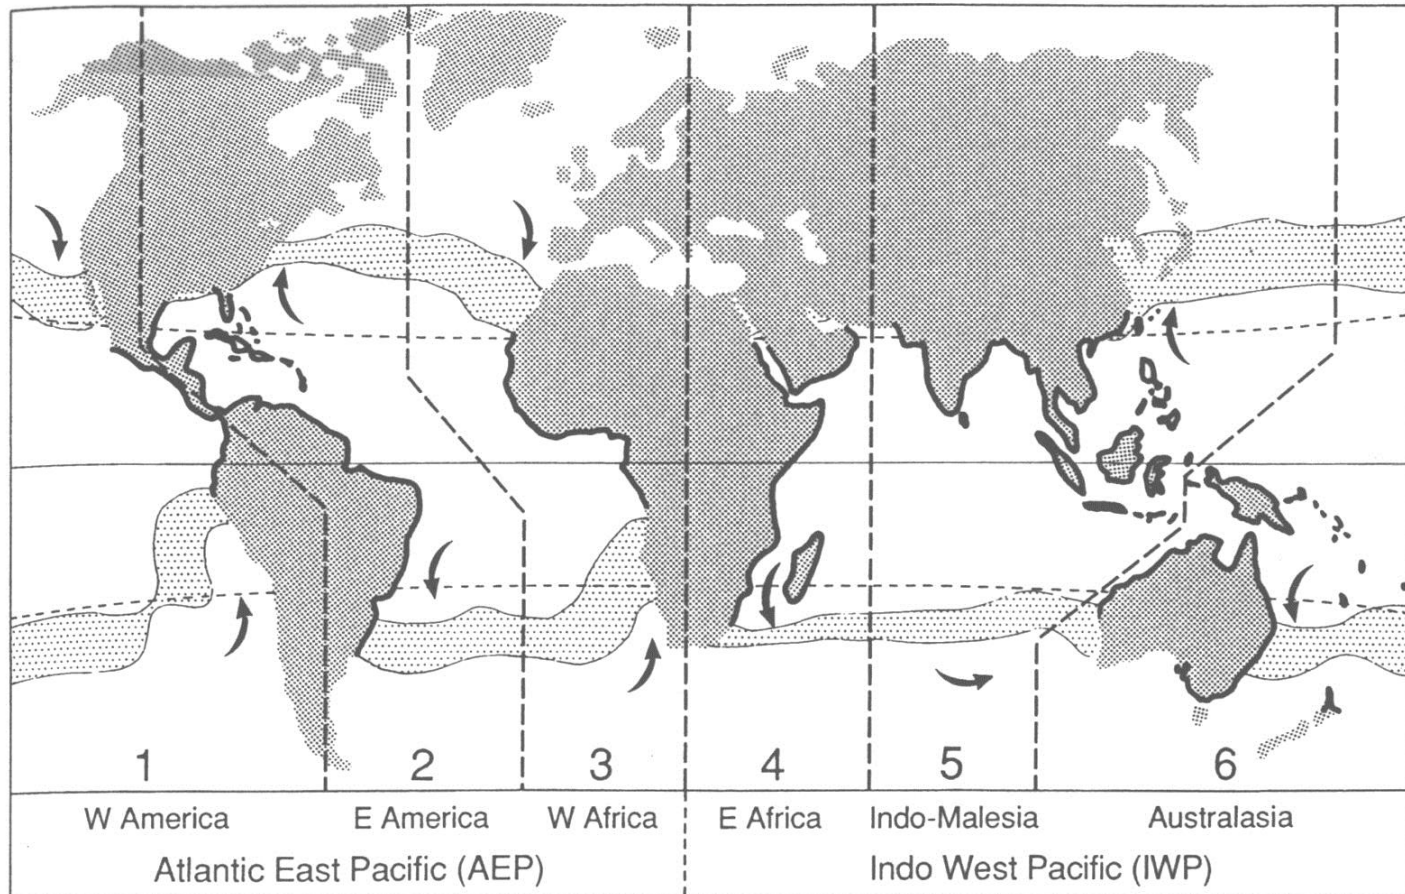 1 2 3 4 5 6
W America E America W Africa E Africa Indo-Malesia Australasia
Atlantic East Pacific (AEP) Indo West Pacific (IWP)